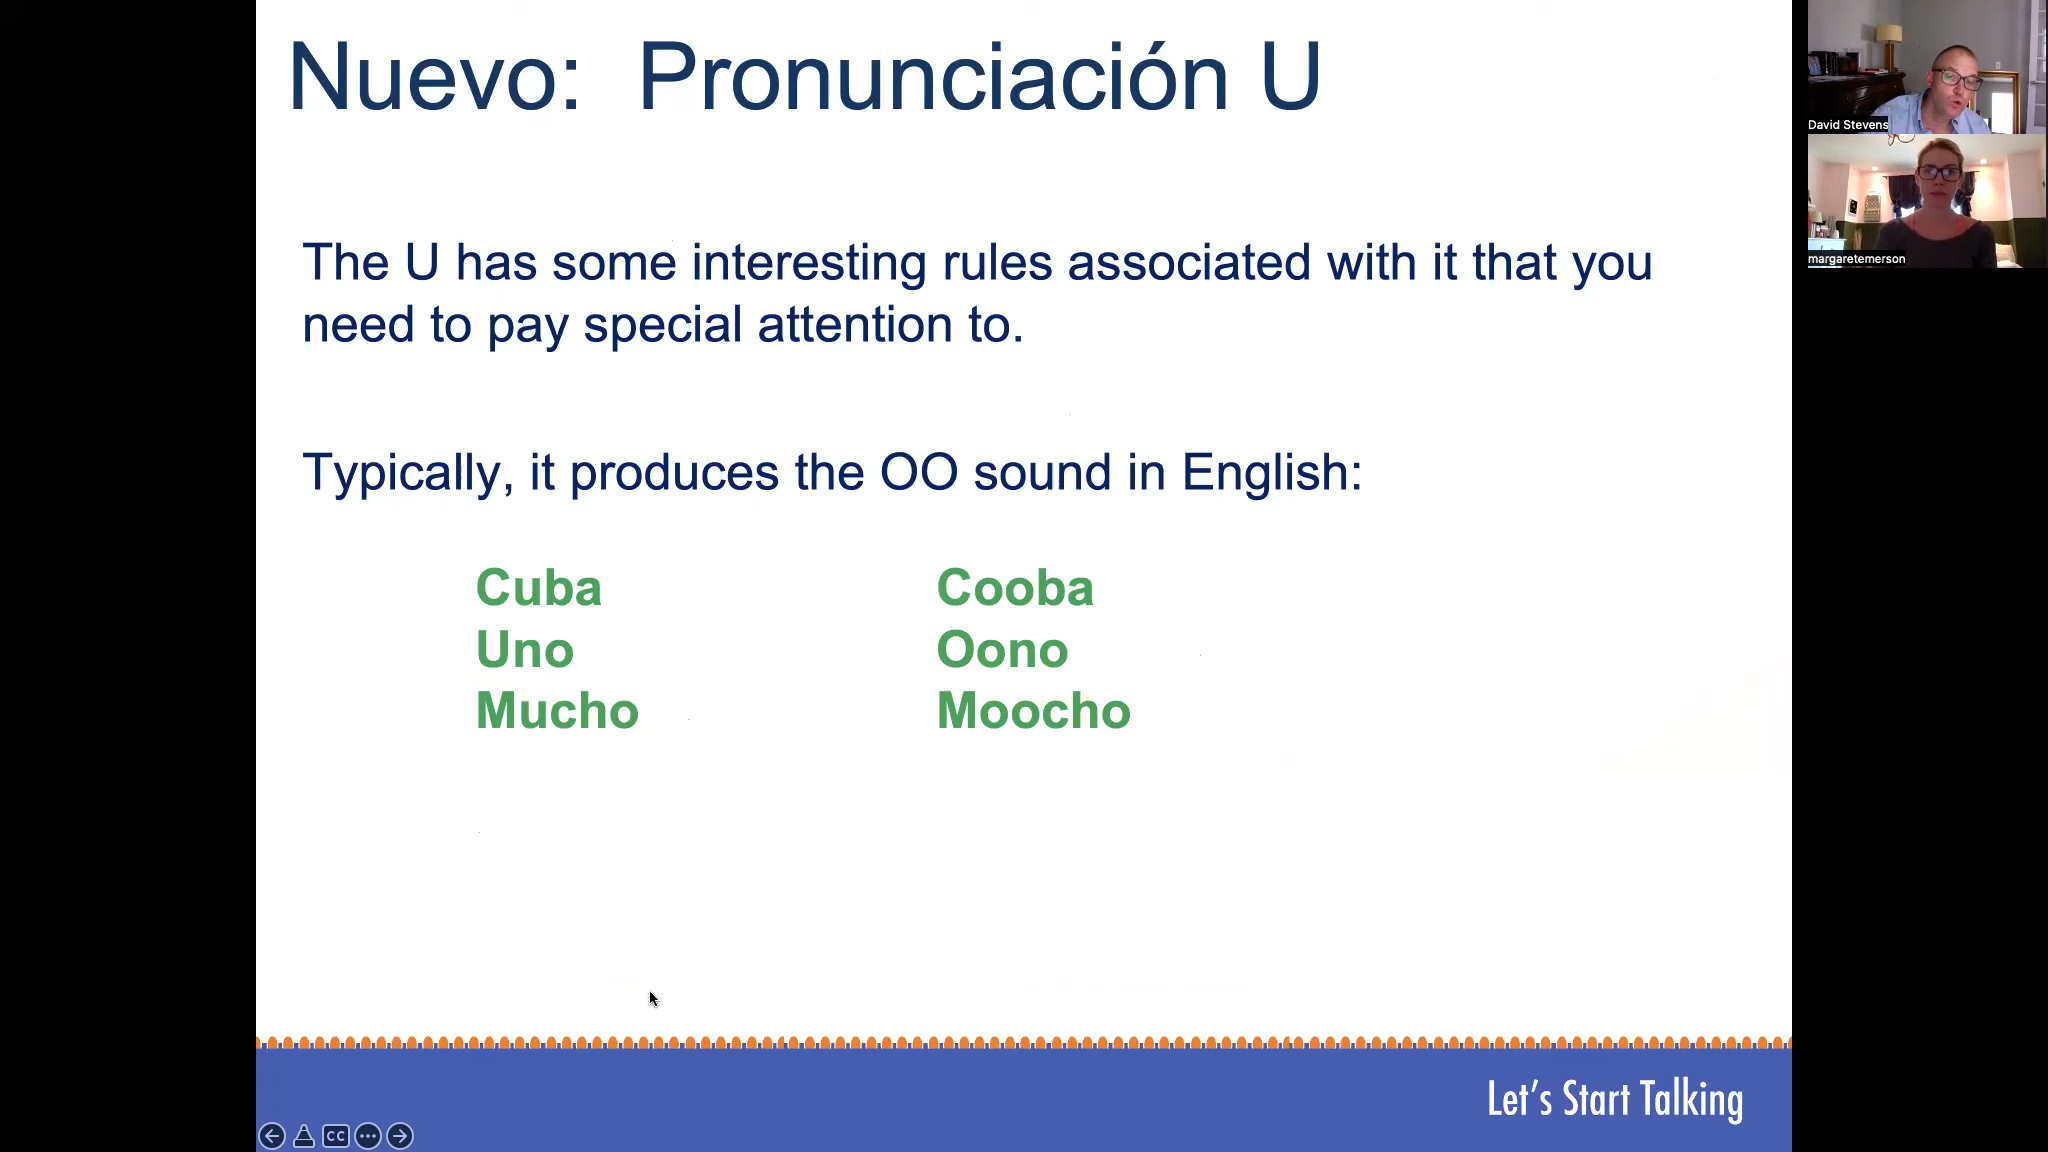 Nuevo: Pronunciación U
The U has some interesting rules associated with it that you
need to pay special attention to.
Typically, it produces the OO sound in English:
Cuba Cooba
Uno Oono
Mucho Moocho
Let's Start Talking
CC
David Stevens
margaretemerson